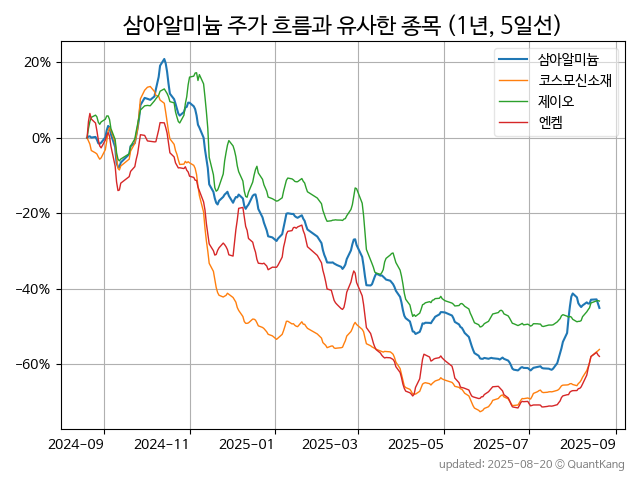 삼아알미늄 주가 흐름과 유사한 종목 (1년, 5일선)
삼아알미늄
코스모신소재
제이오
엔켐
20%
0%
−20%
−40%
−60%
2024-09 2024-11 2025-01 2025-03 2025-05 2025-07 2025-09
updated: 2025-08-20 © QuantKang